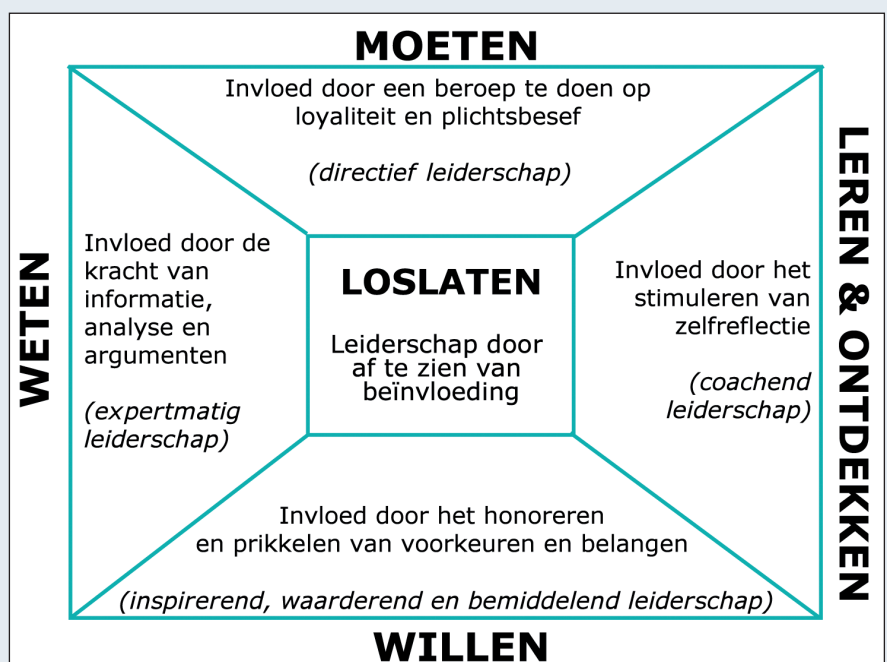 MOETEN
Invloed door een beroep te doen op
loyaliteit en plichtsbesef
(directief leiderschap)
WETEN
Invloed door de
kracht van
informatie,
analyse en
argumenten
(expertmatig
leiderschap)
LOSLATEN
Leiderschap door
af te zien van
beïnvloeding
Invloed door het
stimuleren van
zelfreflectie
(coachend
leiderschap)
LEREN & ONTDEKKEN
Invloed door het honoreren
en prikkelen van voorkeuren en belangen
(inspirerend, waarderend en bemiddelend leiderschap)
WILLEN